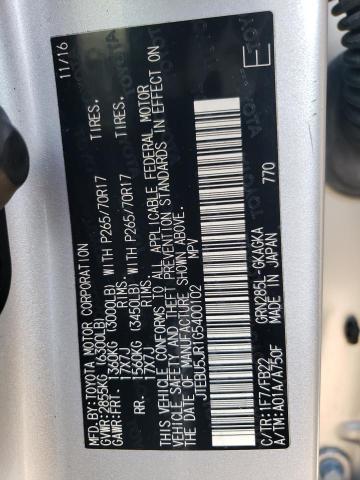 MFD.BY:TOYOTA MOTOR CORPORATION 11/16
GVWR:2855KG (6300LB)
GAWR:FRT. 1360KG (3000LB) WITH P265/70R17 TIRES.
17X7J RIMS.
RR. 1560KG (3450LB) WITH P265/70R17 TIRES.
17X7J RIMS.
THIS VEHICLE CONFORMS TO ALL APPLICABLE FEDERAL MOTOR
VEHICLE SAFETY AND THEFT PREVENTION STANDARDS IN EFFECT ON
THE DATE OF MANUFACTURE SHOWN ABOVE.
JTEBU5JR1G5400102 MPV
C/TR:1F7/FB22 GRN285L-GKAGKA E
A/TM:A01A/A750F MADE IN JAPAN 770